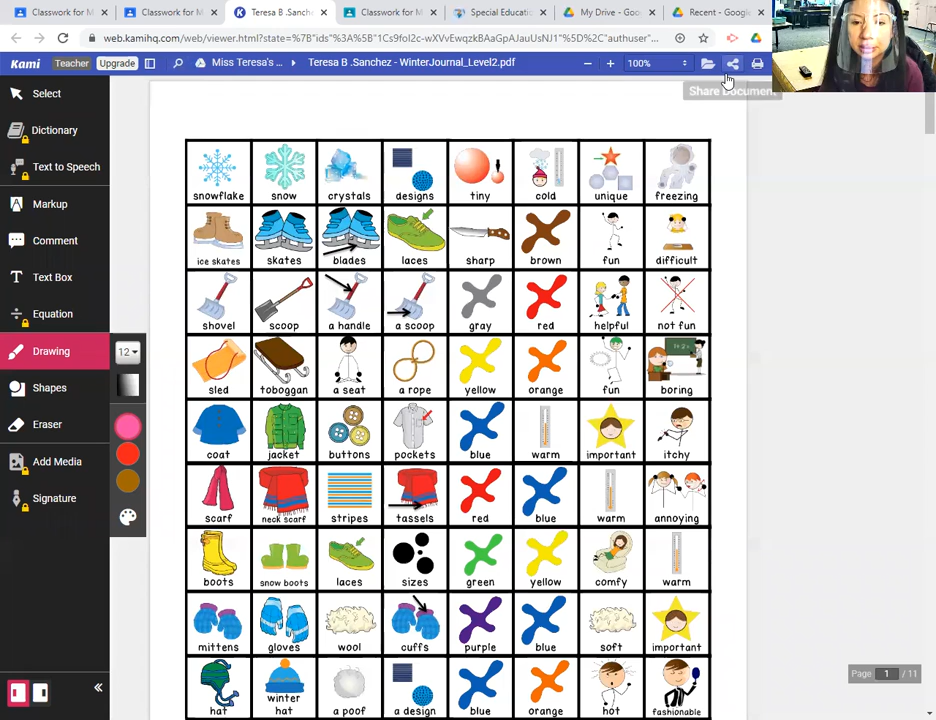 Classwork for M
Classwork for M
Teresa B .Sanche
Classwork for M
Special Educati
My Drive - Goo
Recent - Google
web.kamihq.com/web/viewer.html?state=%7B"ids"%3A%5B"1Cs9foI2c-wXVvEwqzkBAaGpAJauUsNJ1"%5D%2C"authuser"
Kami
Teacher
Upgrade
Miss Teresa's ...
Teresa B .Sanchez - WinterJournal_Level2.pdf
100%
Share Document
Select
Dictionary
Text to Speech
Markup
Comment
Text Box
Equation
Drawing
12
Shapes
Eraser
Add Media
Signature
snowflake snow crystals designs tiny cold unique freezing
ice skates skates blades laces sharp brown fun difficult
shovel scoop a handle a scoop gray red helpful not fun
sled toboggan a seat a rope yellow orange fun boring
coat jacket buttons pockets blue warm important itchy
scarf neck scarf stripes tassels red blue warm annoying
boots snow boots laces sizes green yellow comfy warm
mittens gloves wool cuffs purple blue soft important
hat winter hat a poof a design blue orange hot fashionable
Page 1 / 11